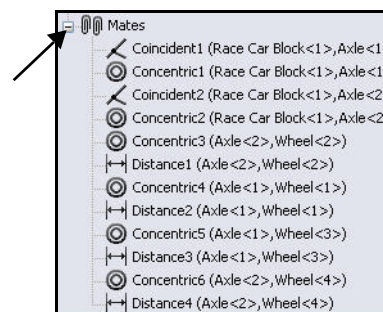 Mates
Coincident1 (Race Car Block<1>,Axle<1
Concentric1 (Race Car Block<1>,Axle<1
Coincident2 (Race Car Block<1>,Axle<2
Concentric2 (Race Car Block<1>,Axle<2
Concentric3 (Axle<2>,Wheel<2>)
Distance1 (Axle<2>,Wheel<2>)
Concentric4 (Axle<1>,Wheel<1>)
Distance2 (Axle<1>,Wheel<1>)
Concentric5 (Axle<1>,Wheel<3>)
Distance3 (Axle<1>,Wheel<3>)
Concentric6 (Axle<2>,Wheel<4>)
Distance4 (Axle<2>,Wheel<4>)